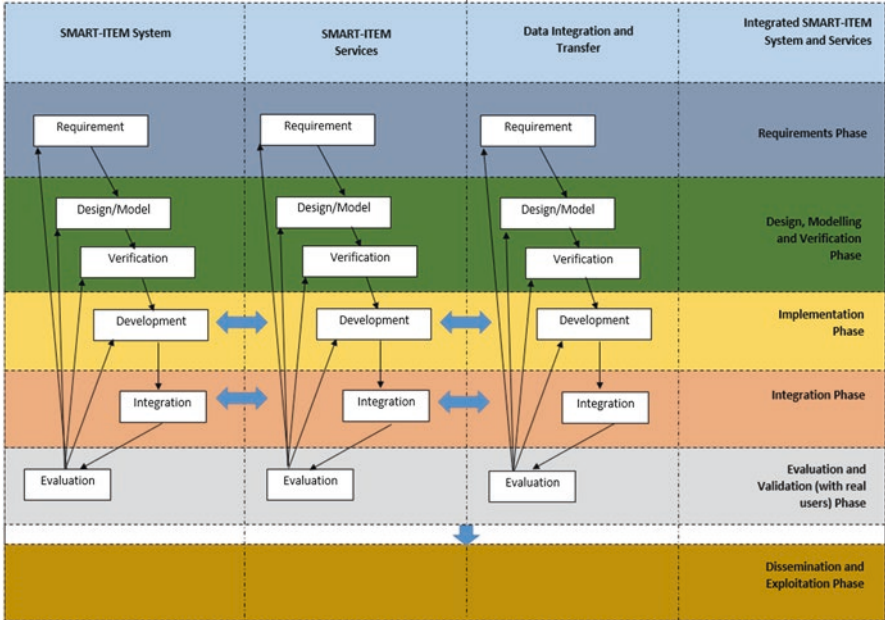 SMART-ITEM System
SMART-ITEM
Services
Data Integration and
Transfer
Integrated SMART-ITEM
System and Services
Requirement
Requirement
Requirement
Requirements Phase
Design/Model
Design/Model
Design/Model
Design, Modelling
and Verification
Phase
Verification
Verification
Verification
Development
Development
Development
Implementation
Phase
Integration
Integration
Integration
Integration Phase
Evaluation
Evaluation
Evaluation
Evaluation and
Validation (with real
users) Phase
Dissemination and
Exploitation Phase